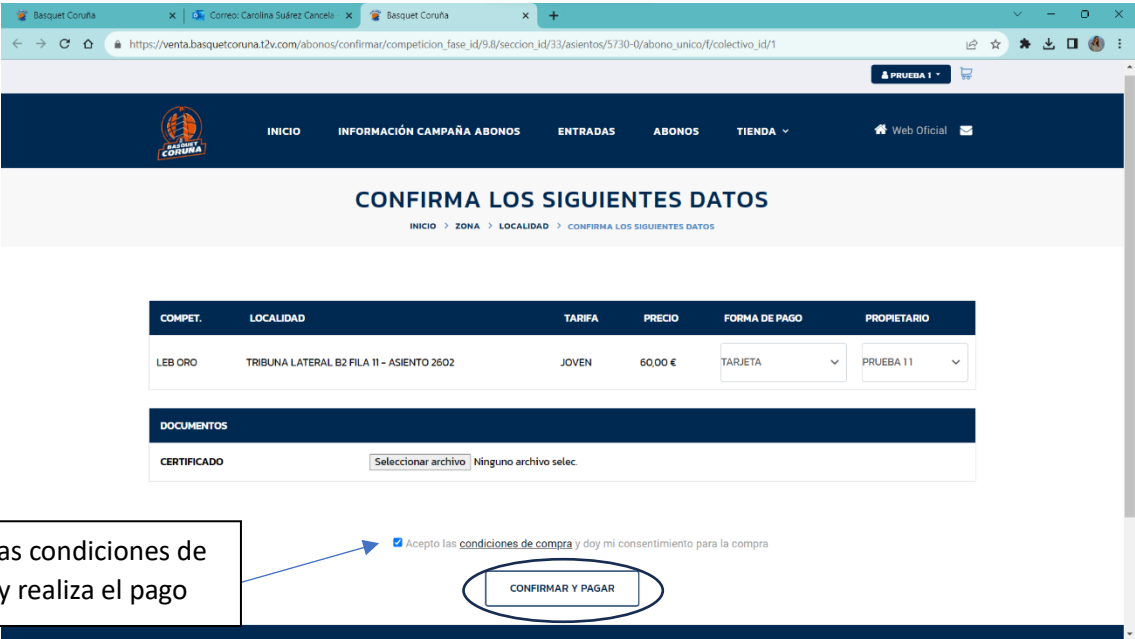 Basquet Coruña
Correo: Carolina Suárez Cancela
Basquet Coruña
https://venta.basquetcoruna.t2v.com/abonos/confirmar/competicion_fase_id/9.8/seccion_id/33/asientos/5730-0/abono_unico/f/colectivo_id/1
PRUEBA 1
BASQUET CORUÑA
INICIO INFORMACIÓN CAMPAÑA ABONOS ENTRADAS ABONOS TIENDA Web Oficial
CONFIRMA LOS SIGUIENTES DATOS
INICIO > ZONA > LOCALIDAD > CONFIRMA LOS SIGUIENTES DATOS
COMPET. LOCALIDAD TARIFA PRECIO FORMA DE PAGO PROPIETARIO
LEB ORO TRIBUNA LATERAL B2 FILA 11 - ASIENTO 2602 JOVEN 60,00 € TARJETA PRUEBA 1 1
DOCUMENTOS
CERTIFICADO Seleccionar archivo Ninguno archivo selec.
as condiciones de
y realiza el pago
Acepto las condiciones de compra y doy mi consentimiento para la compra
CONFIRMAR Y PAGAR